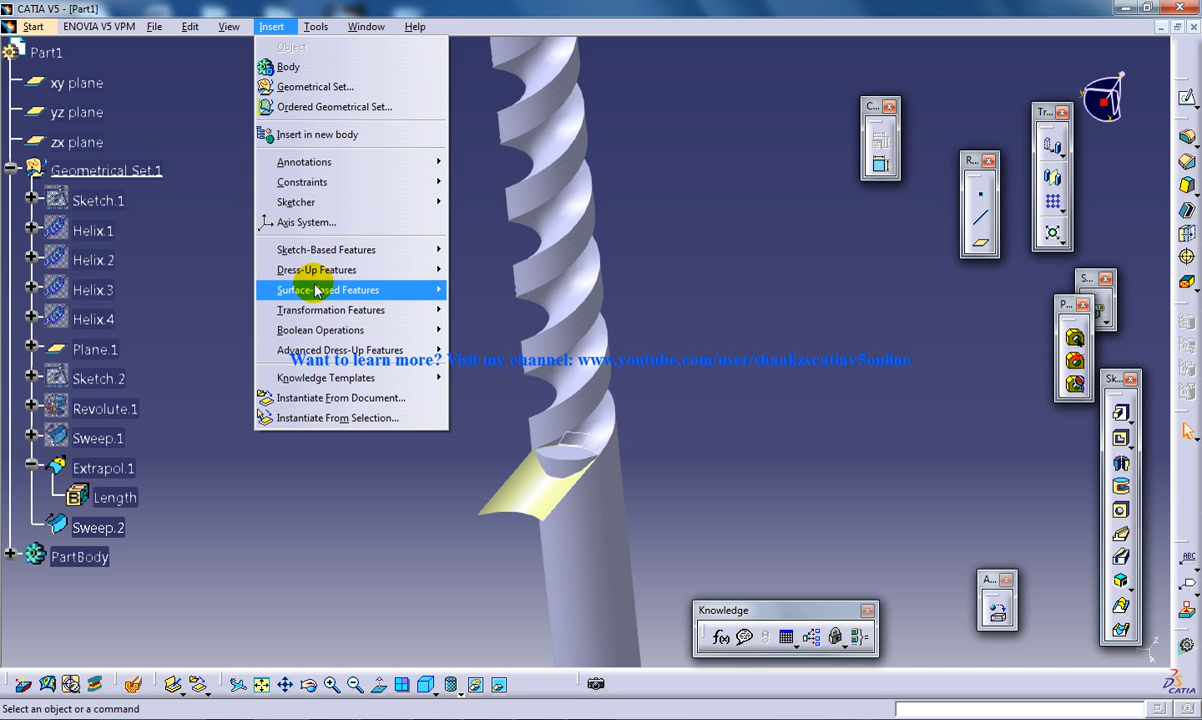 CATIA V5 - [Part1]
Start ENOVIA V5 VPM File Edit View Insert Tools Window Help
Part1
xy plane
yz plane
zx plane
Geometrical Set.1
Sketch.1
Helix.1
Helix.2
Helix.3
Helix.4
Plane.1
Sketch.2
Revolute.1
Sweep.1
Extrapol.1
Length
Sweep.2
PartBody
Object
Body
Geometrical Set...
Ordered Geometrical Set...
Insert in new body
Annotations
Constraints
Sketcher
Axis System...
Sketch-Based Features
Dress-Up Features
Surface-Based Features
Transformation Features
Boolean Operations
Advanced Dress-Up Features
Want to learn more? Visit my channel: www.youtube.com/user/shaakzscatiav5online
Knowledge Templates
Instantiate From Document...
Instantiate From Selection...
C...
Tr...
R...
S...
P...
Sk...
A...
Knowledge
f(x)
ABC
z
x
CATIA
Select an object or a command